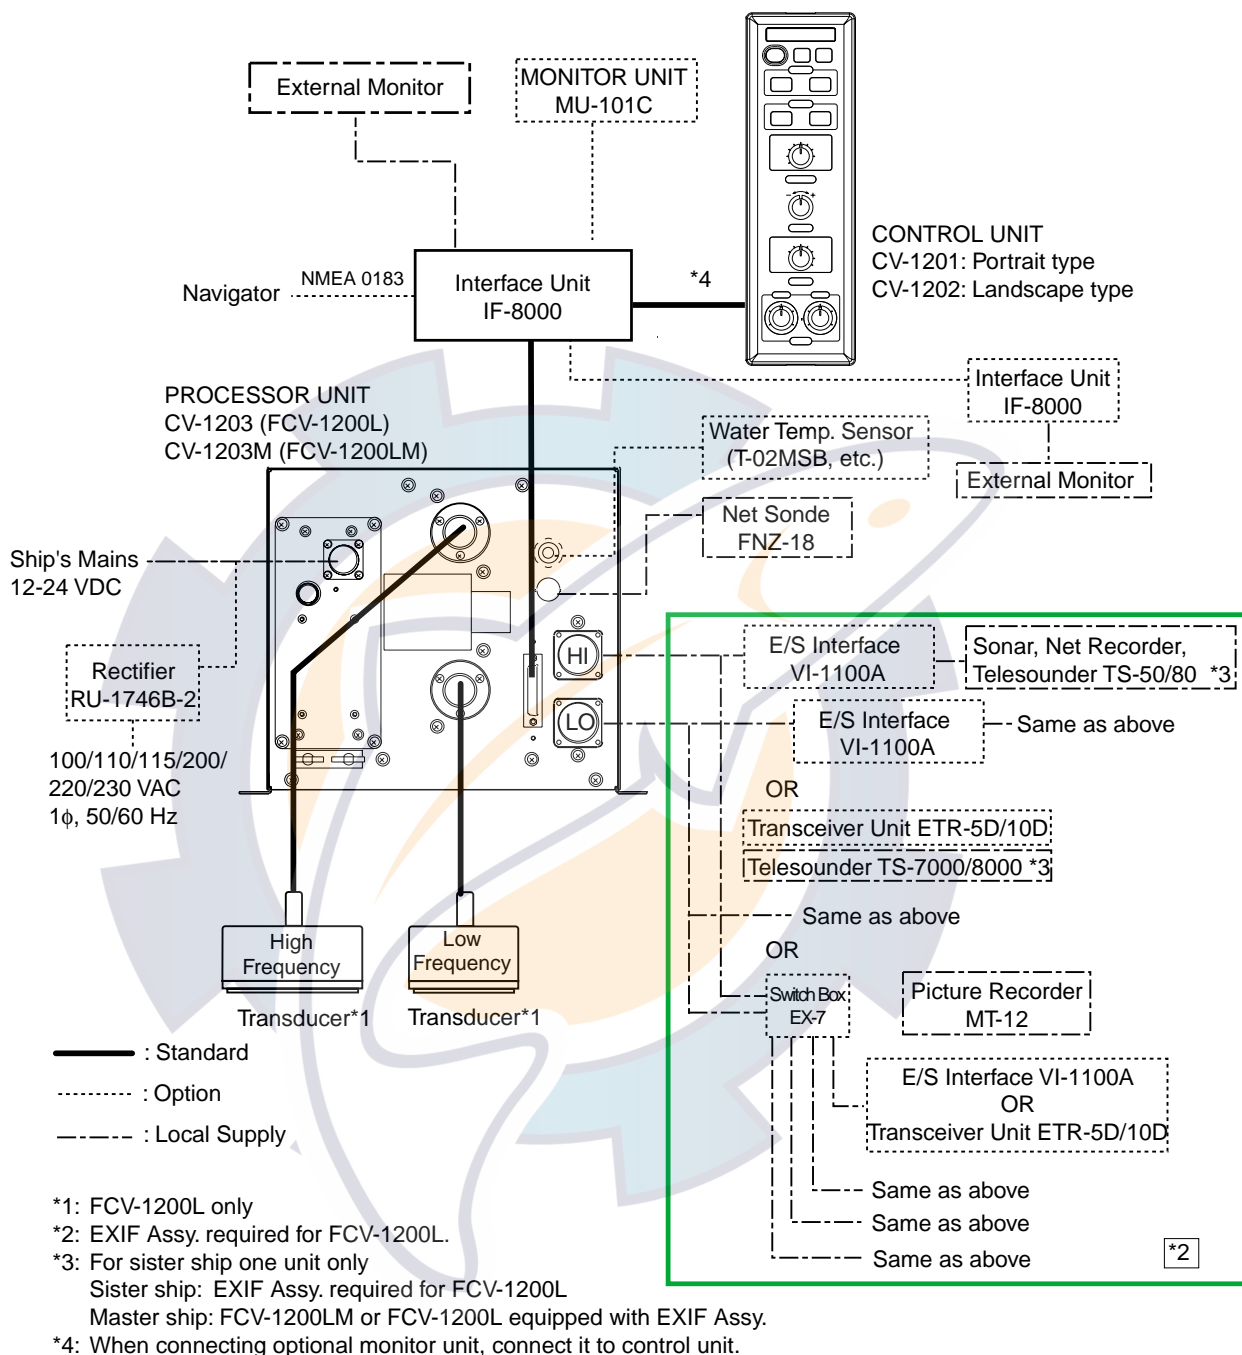 External Monitor
MONITOR UNIT
MU-101C
CONTROL UNIT
CV-1201: Portrait type
CV-1202: Landscape type
- +
Navigator
NMEA 0183
Interface Unit
IF-8000
*4
PROCESSOR UNIT
CV-1203 (FCV-1200L)
CV-1203M (FCV-1200LM)
Interface Unit
IF-8000
External Monitor
Water Temp. Sensor
(T-02MSB, etc.)
Net Sonde
FNZ-18
Ship's Mains
12-24 VDC
Rectifier
RU-1746B-2
100/110/115/200/
220/230 VAC
1ϕ, 50/60 Hz
HI
LO
E/S Interface
VI-1100A
Sonar, Net Recorder,
Telesounder TS-50/80 *3
E/S Interface
VI-1100A
Same as above
OR
Transceiver Unit ETR-5D/10D
Telesounder TS-7000/8000 *3
Same as above
OR
Switch Box
EX-7
Picture Recorder
MT-12
E/S Interface VI-1100A
OR
Transceiver Unit ETR-5D/10D
Same as above
Same as above
Same as above
*2
High
Frequency
Low
Frequency
Transducer*1
Transducer*1
: Standard
: Option
: Local Supply
*1: FCV-1200L only
*2: EXIF Assy. required for FCV-1200L.
*3: For sister ship one unit only
Sister ship: EXIF Assy. required for FCV-1200L
Master ship: FCV-1200LM or FCV-1200L equipped with EXIF Assy.
*4: When connecting optional monitor unit, connect it to control unit.